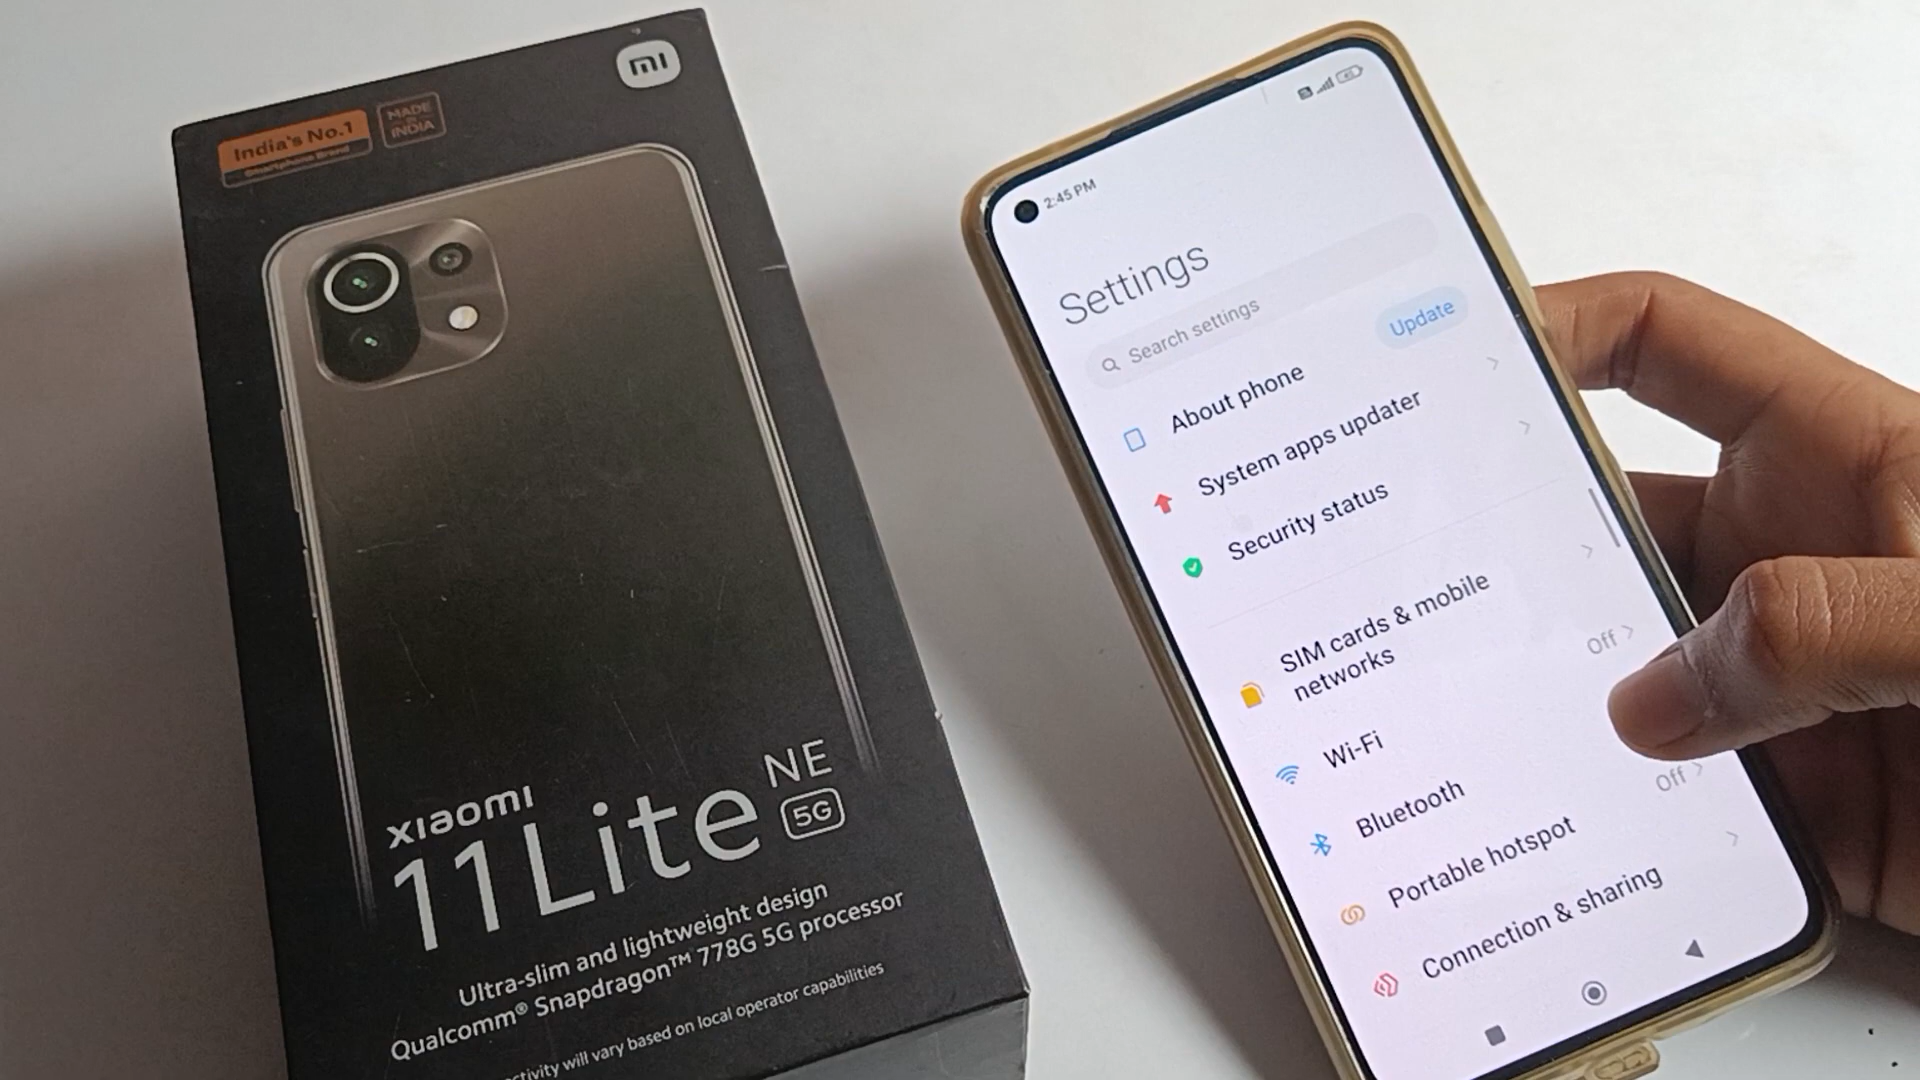 mi
India's No.1
Smartphone Brand
MADE
IN
INDIA
xiaomi
11 Lite NE
5G
Ultra-slim and lightweight design
Qualcomm® Snapdragon™ 778G 5G processor
will vary based on local operator capabilities
2:45 PM
Settings
Search settings
About phone
Update
System apps updater
Security status
SIM cards & mobile
networks
Wi-Fi
Off
Bluetooth
Portable hotspot
Off
Connection & sharing